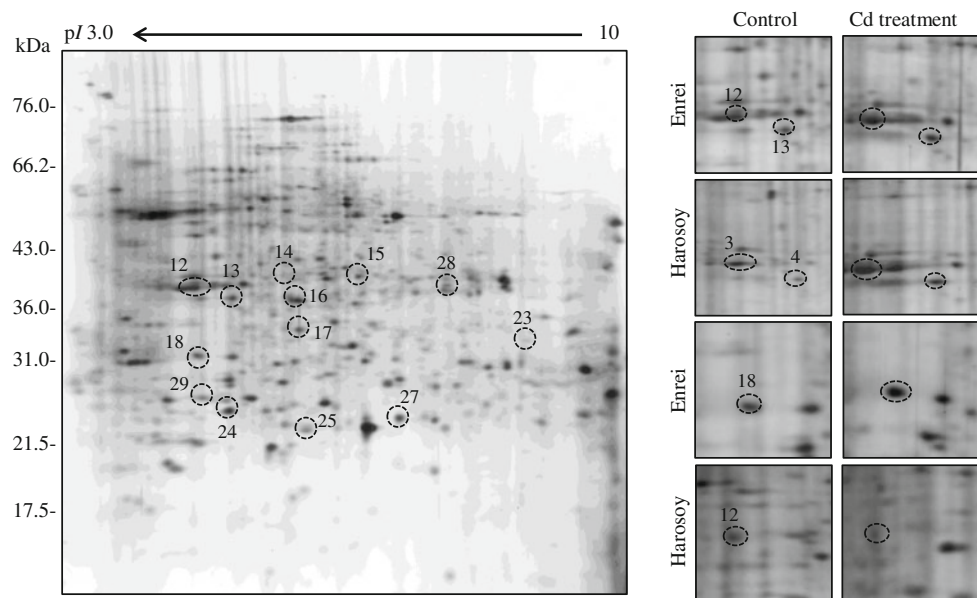 pI 3.0 10
kDa
76.0-
66.2-
43.0-
36.0-
31.0-
21.5-
17.5-
12 13 14 15 28
16
17
23
18
29
24
25
27
Control Cd treatment
Enrei
12
13
Harosoy
3
4
Enrei
18
Harosoy
12